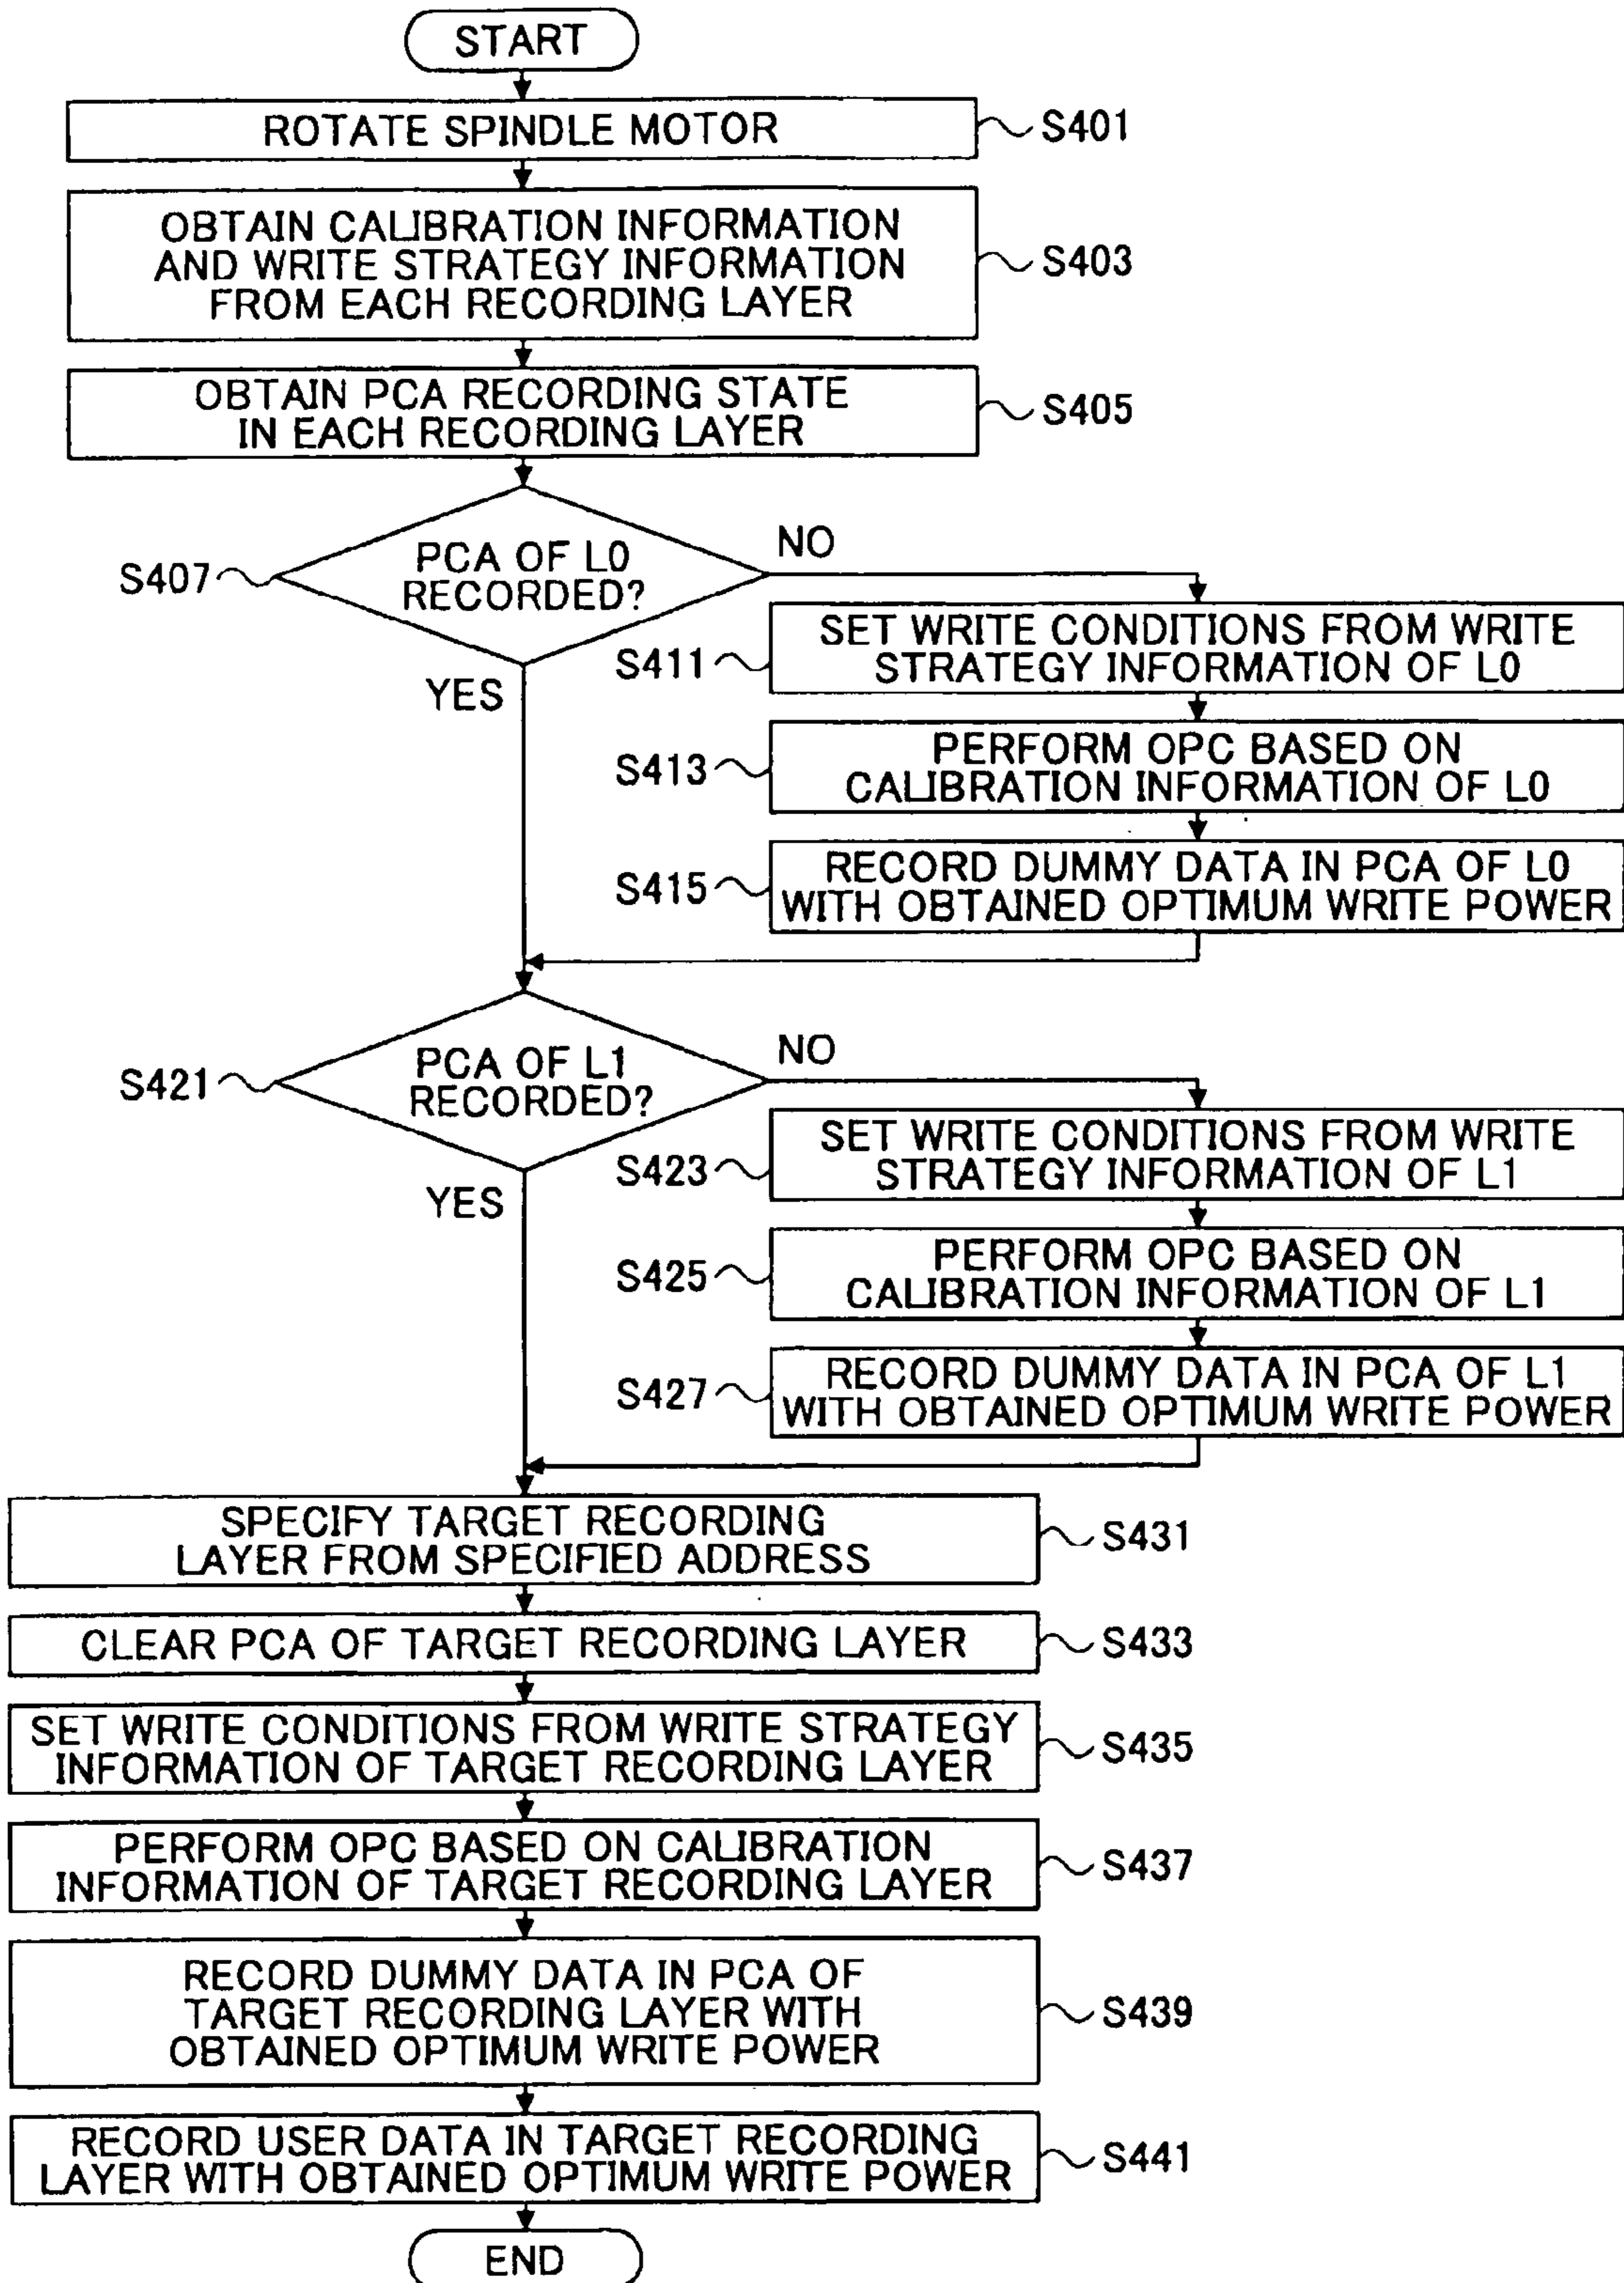 START
ROTATE SPINDLE MOTOR
S401
OBTAIN CALIBRATION INFORMATION
AND WRITE STRATEGY INFORMATION
FROM EACH RECORDING LAYER
S403
OBTAIN PCA RECORDING STATE
IN EACH RECORDING LAYER
S405
S407
PCA OF L0
RECORDED?
NO
YES
S411
SET WRITE CONDITIONS FROM WRITE
STRATEGY INFORMATION OF L0
S413
PERFORM OPC BASED ON
CALIBRATION INFORMATION OF L0
S415
RECORD DUMMY DATA IN PCA OF L0
WITH OBTAINED OPTIMUM WRITE POWER
S421
PCA OF L1
RECORDED?
NO
YES
S423
SET WRITE CONDITIONS FROM WRITE
STRATEGY INFORMATION OF L1
S425
PERFORM OPC BASED ON
CALIBRATION INFORMATION OF L1
S427
RECORD DUMMY DATA IN PCA OF L1
WITH OBTAINED OPTIMUM WRITE POWER
SPECIFY TARGET RECORDING
LAYER FROM SPECIFIED ADDRESS
S431
CLEAR PCA OF TARGET RECORDING LAYER
S433
SET WRITE CONDITIONS FROM WRITE STRATEGY
INFORMATION OF TARGET RECORDING LAYER
S435
PERFORM OPC BASED ON CALIBRATION
INFORMATION OF TARGET RECORDING LAYER
S437
RECORD DUMMY DATA IN PCA OF
TARGET RECORDING LAYER WITH
OBTAINED OPTIMUM WRITE POWER
S439
RECORD USER DATA IN TARGET RECORDING
LAYER WITH OBTAINED OPTIMUM WRITE POWER
S441
END